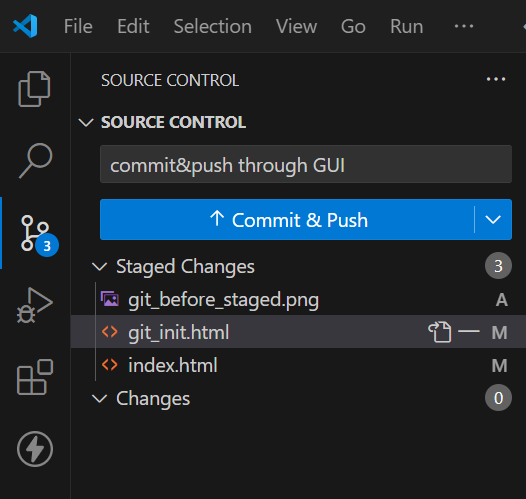 File Edit Selection View Go Run ···
SOURCE CONTROL ···
SOURCE CONTROL
commit&push through GUI
↑ Commit & Push
3
Staged Changes 3
git_before_staged.png A
git_init.html M
index.html M
Changes 0